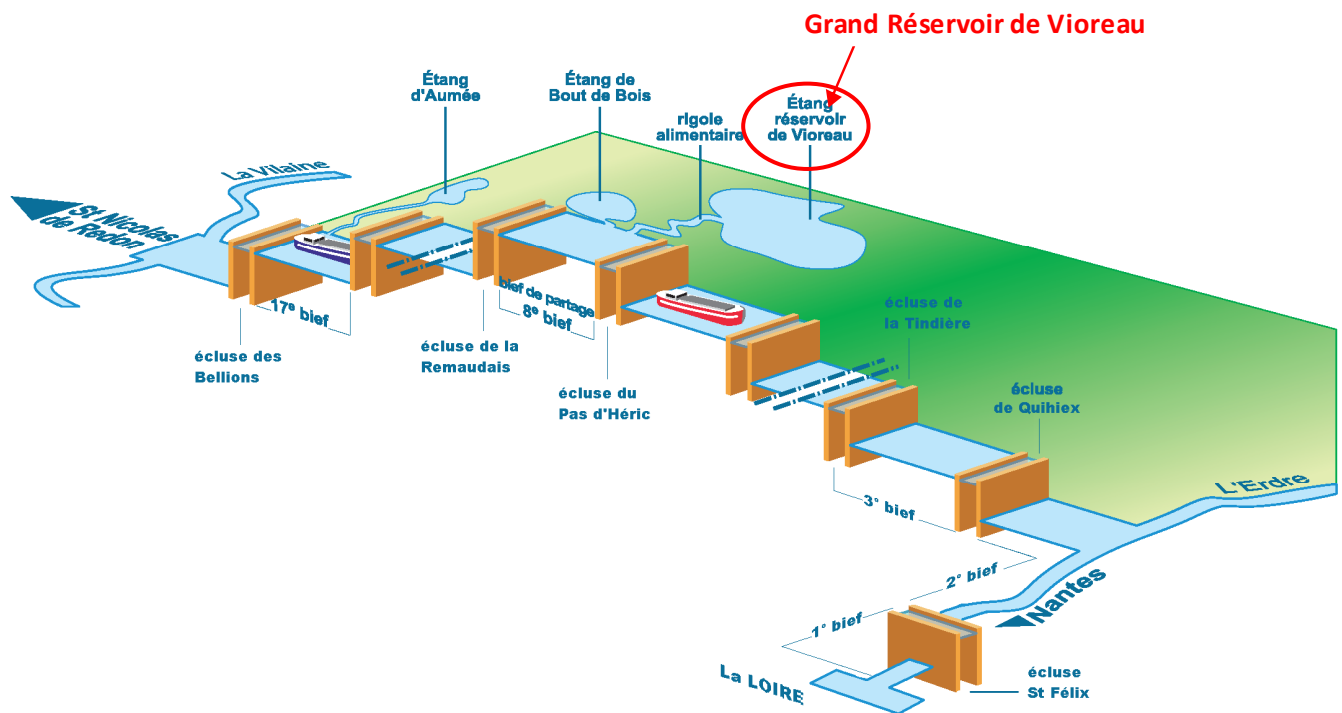 Grand Réservoir de Vioreau
Étang
d'Aumée
Étang de
Bout de Bois
rigole
alimentaire
Étang
réservoir
de Vioreau
La Vilaine
St Nicolas
de Redon
17e bief
bief de partage
8e bief
écluse des
Bellions
écluse de la
Remaudais
écluse du
Pas d'Héric
écluse de
la Tindière
écluse
de Quihiex
L'Erdre
3° bief
2° bief
Nantes
1° bief
La LOIRE
écluse
St Félix